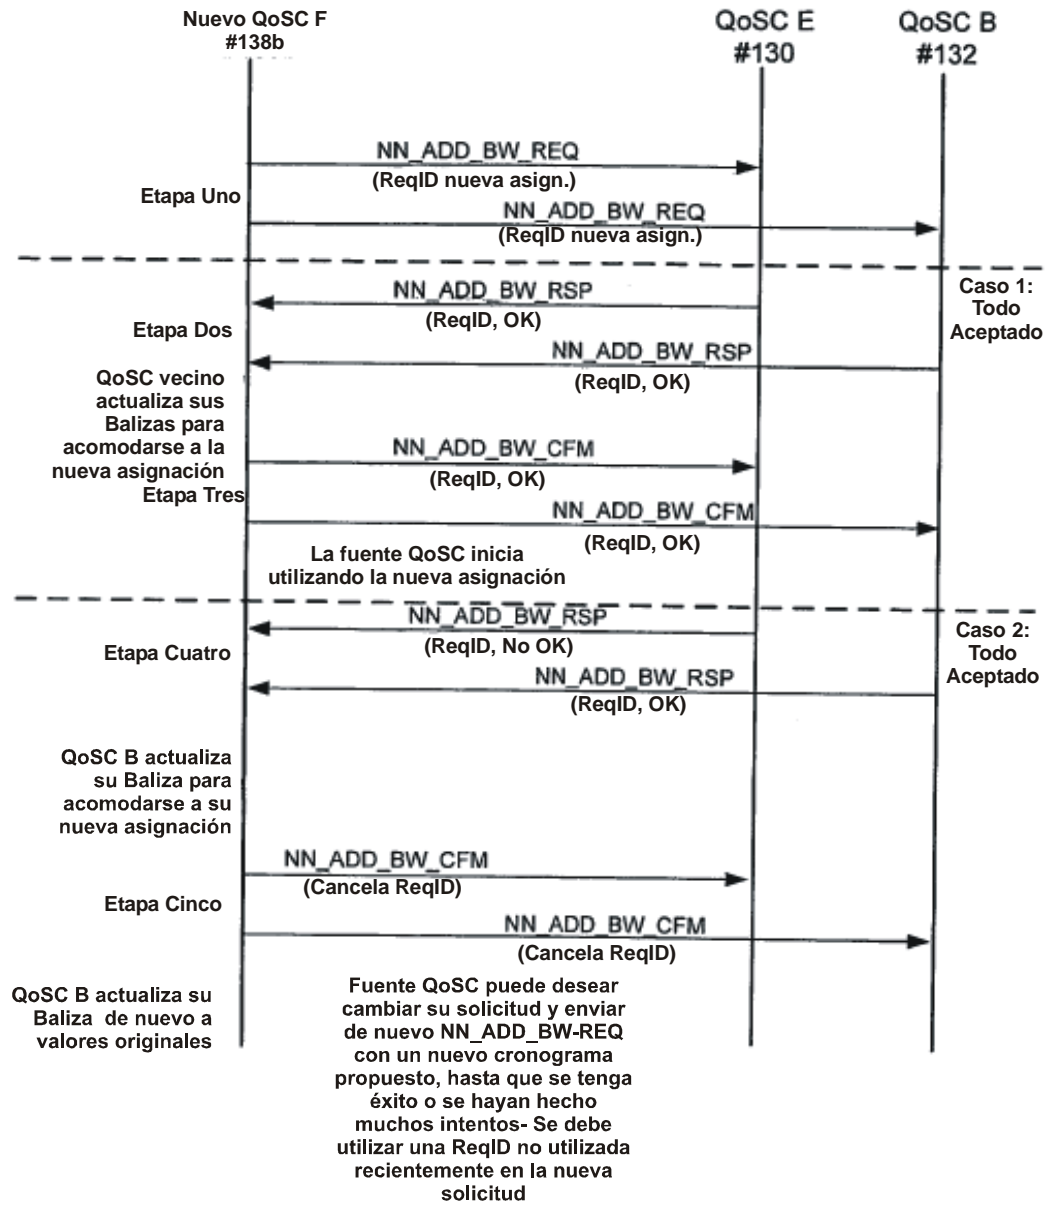 Nuevo QoSC F
#138b
QoSC E
#130
QoSC B
#132
NN_ADD_BW_REQ
(ReqID nueva asign.)
Etapa Uno
NN_ADD_BW_REQ
(ReqID nueva asign.)
NN_ADD_BW_RSP
(ReqID, OK)
Caso 1:
Todo
Aceptado
Etapa Dos
NN_ADD_BW_RSP
(ReqID, OK)
QoSC vecino
actualiza sus
Balizas para
acomodarse a la
nueva asignación
NN_ADD_BW_CFM
(ReqID, OK)
Etapa Tres
NN_ADD_BW_CFM
(ReqID, OK)
La fuente QoSC inicia
utilizando la nueva asignación
NN_ADD_BW_RSP
(ReqID, No OK)
Caso 2:
Todo
Aceptado
Etapa Cuatro
NN_ADD_BW_RSP
(ReqID, OK)
QoSC B actualiza
su Baliza para
acomodarse a su
nueva asignación
NN_ADD_BW_CFM
(Cancela ReqID)
Etapa Cinco
NN_ADD_BW_CFM
(Cancela ReqID)
QoSC B actualiza su
Baliza de nuevo a
valores originales
Fuente QoSC puede desear
cambiar su solicitud y enviar
de nuevo NN_ADD_BW-REQ
con un nuevo cronograma
propuesto, hasta que se tenga
éxito o se hayan hecho
muchos intentos- Se debe
utilizar una ReqID no utilizada
recientemente en la nueva
solicitud